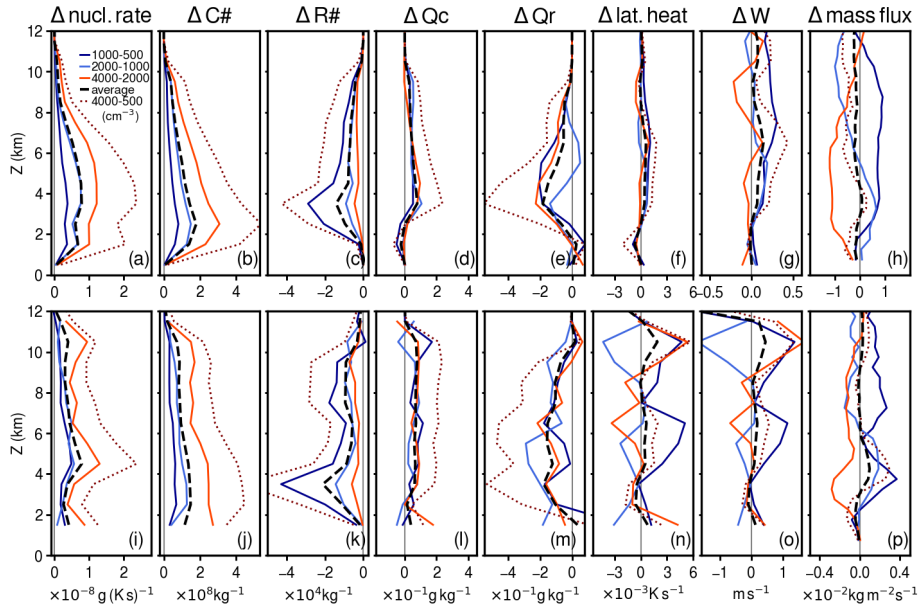 Δ nucl. rate Δ C# Δ R# Δ Qc Δ Qr Δ lat. heat Δ W Δ mass flux
12 10 8 6 4 2 0
Z (km)
1000-500
2000-1000
4000-2000
average
4000-500
(cm⁻³)
(a) (b) (c) (d) (e) (f) (g) (h)
0 1 2
0 2 4
−4 −2 0
0 2 4
−4 −2 0
−3 0 3 6
−0.5 0.0 0.5
−1 0 1
12 10 8 6 4 2 0
Z (km)
(i) (j) (k) (l) (m) (n) (o) (p)
0 1 2
0 2 4
−4 −2 0
0 2 4
−4 −2 0
−3 0 3 6
−1 0 1
−0.4 0.0 0.4
×10⁻⁸ g (K s)⁻¹ ×10⁸kg⁻¹ ×10⁴kg⁻¹ ×10⁻¹g kg⁻¹ ×10⁻¹g kg⁻¹ ×10⁻³K s⁻¹ m s⁻¹ ×10⁻²kg m⁻²s⁻¹